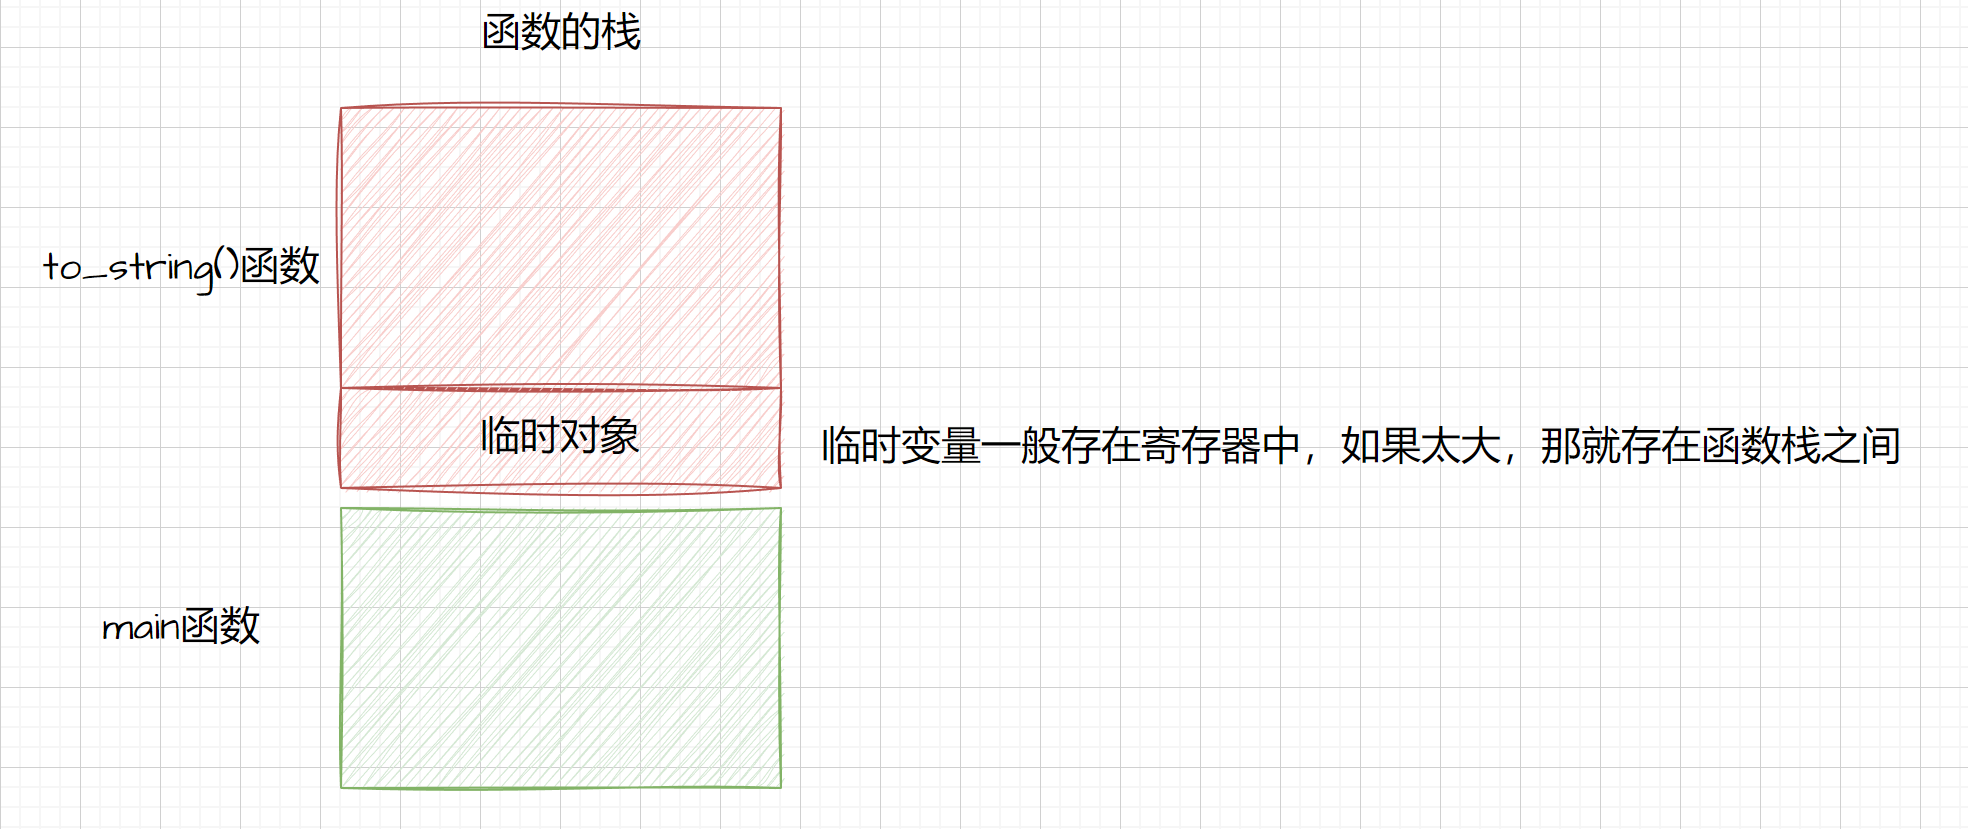 函数的栈
to_string()函数
临时对象
临时变量一般存在寄存器中，如果太大，那就存在函数栈之间
main函数